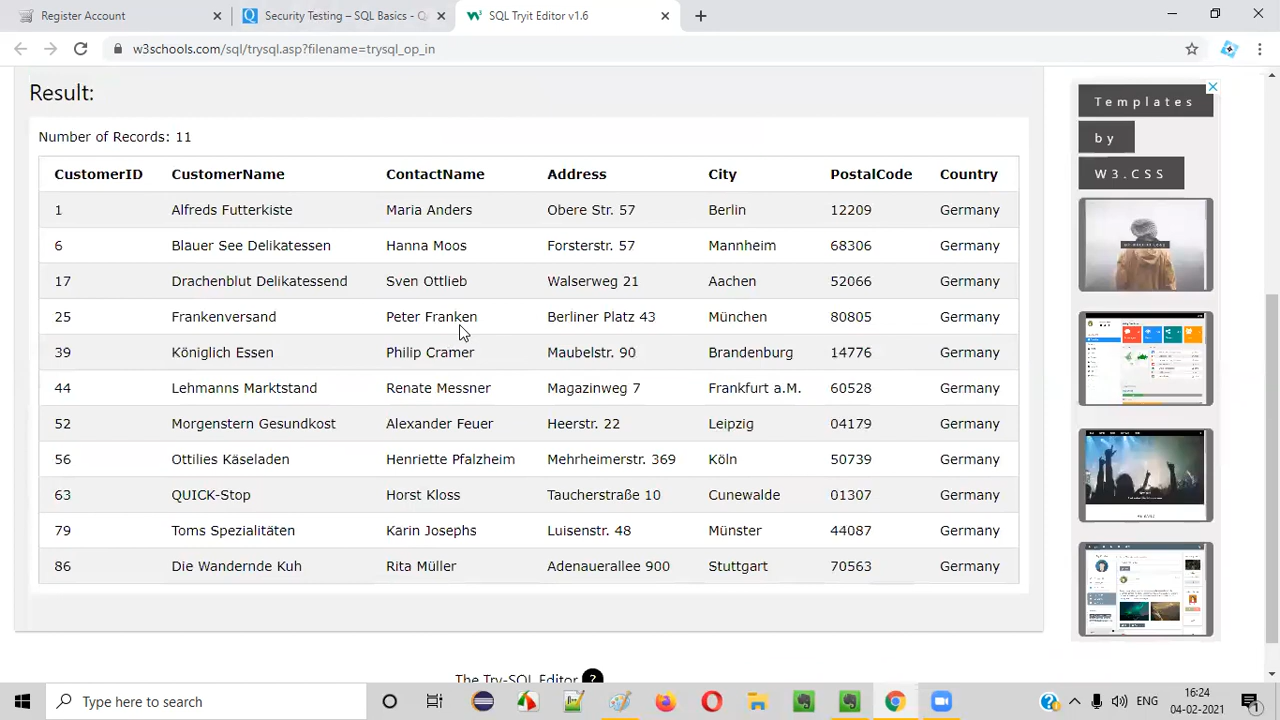 Register Account
Security Testing – SQL Basics - Q
SQL Tryit Editor v1.6
w3schools.com/sql/trysql.asp?filename=trysql_op_in
Result:
Number of Records: 11
CustomerID CustomerName ContactName Address City PostalCode Country
1 Alfreds Futterkiste Maria Anders Obere Str. 57 Berlin 12209 Germany
6 Blauer See Delikatessen Hanna Moos Forsterstr. 57 Mannheim 68306 Germany
17 Drachenblut Delikatessend Sven Ottlieb Walserweg 21 Aachen 52066 Germany
25 Frankenversand Peter Franken Berliner Platz 43 München 80805 Germany
39 Königlich Essen Philip Cramer Maubelstr. 90 Brandenburg 14776 Germany
44 Lehmanns Marktstand Renate Messner Magazinweg 7 Frankfurt a.M. 60528 Germany
52 Morgenstern Gesundkost Alexander Feuer Heerstr. 22 Leipzig 04179 Germany
56 Ottilies Käseladen Henriette Pfalzheim Mehrheimerstr. 369 Köln 50739 Germany
63 QUICK-Stop Horst Kloss Taucherstraße 10 Cunewalde 01307 Germany
79 Toms Spezialitäten Karin Josephs Luisenstr. 48 Münster 44087 Germany
86 Die Wandernde Kuh Rita Müller Adenauerallee 900 Stuttgart 70563 Germany
The Try-SQL Editor ?
Templates
by
W3.CSS
Type here to search
ENG
16:24
04-02-2021